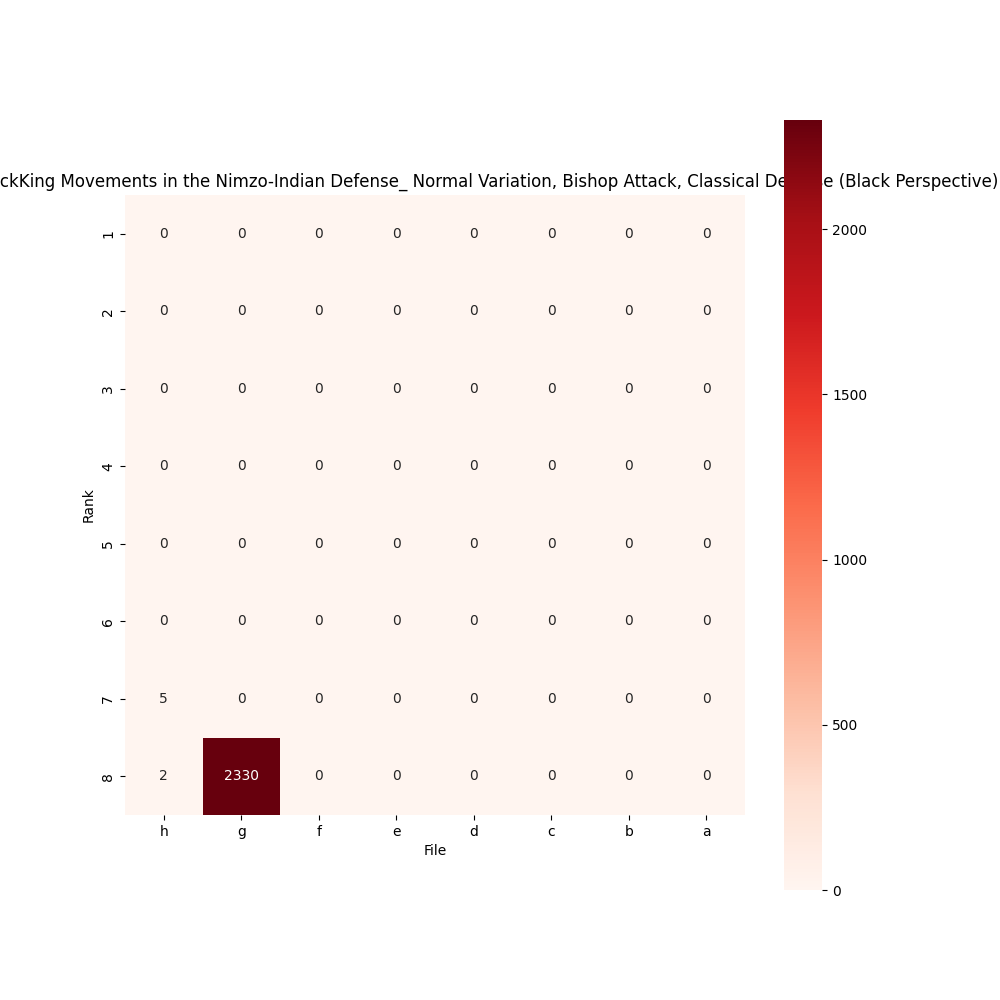 ckKing Movements in the Nimzo-Indian Defense_ Normal Variation, Bishop Attack, Classical De e (Black Perspective)
1 0 0 0 0 0 0 0 0
2 0 0 0 0 0 0 0 0
3 0 0 0 0 0 0 0 0
4 0 0 0 0 0 0 0 0
5 0 0 0 0 0 0 0 0
6 0 0 0 0 0 0 0 0
7 5 0 0 0 0 0 0 0
8 2 2330 0 0 0 0 0 0
h g f e d c b a
File
Rank
2000
1500
1000
500
0